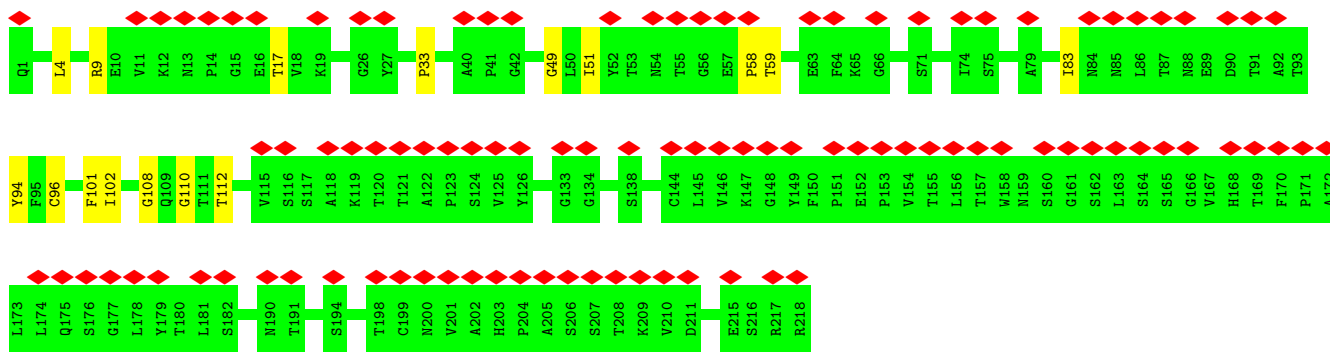 Q1 L4 R9 E10 V11 K12 N13 P14 G15 E16 T17 V18 K19 G26 Y27 P33 A40 P41 G42 G49 L50 I51 Y52 T53 N54 T55 G56 E57 P58 T59 E63 F64 K65 G66 S71 I74 S75 A79 I83 N84 N85 L86 T87 N88 E89 D90 T91 A92 T93
Y94 F95 C96 F101 I102 G108 Q109 G110 T111 T112 V115 S116 S117 A118 K119 T120 T121 A122 P123 S124 V125 Y126 G133 G134 S138 C144 L145 V146 K147 G148 Y149 F150 P151 E152 P153 V154 T155 L156 T157 W158 N159 S160 G161 S162 L163 S164 S165 G166 V167 H168 T169 F170 P171 A172
L173 L174 Q175 S176 G177 L178 Y179 T180 L181 S182 N190 T191 S194 T198 C199 N200 V201 A202 H203 P204 A205 S206 S207 T208 K209 V210 D211 E215 S216 R217 R218